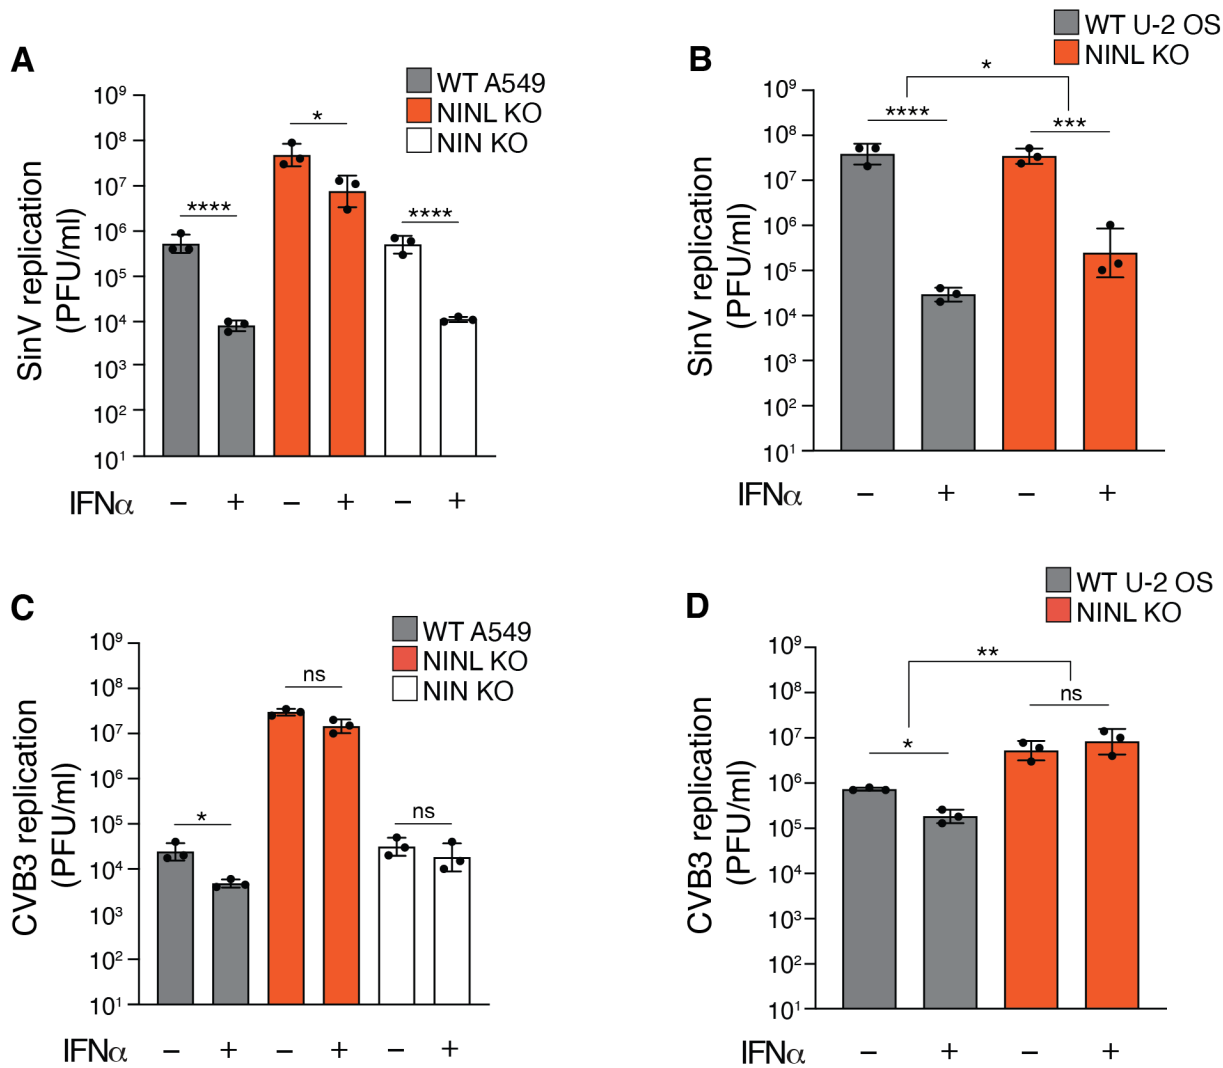 A
WT A549
NINL KO
NIN KO
SinV replication
(PFU/ml)
10⁹
10⁸
10⁷
10⁶
10⁵
10⁴
10³
10²
10¹
****
*
****
IFNα − + − + − +
B
WT U-2 OS
NINL KO
SinV replication
(PFU/ml)
10⁹
10⁸
10⁷
10⁶
10⁵
10⁴
10³
10²
10¹
*
****
***
IFNα − + − +
C
WT A549
NINL KO
NIN KO
CVB3 replication
(PFU/ml)
10⁹
10⁸
10⁷
10⁶
10⁵
10⁴
10³
10²
10¹
*
ns
ns
IFNα − + − + − +
D
WT U-2 OS
NINL KO
CVB3 replication
(PFU/ml)
10⁹
10⁸
10⁷
10⁶
10⁵
10⁴
10³
10²
10¹
**
*
ns
IFNα − + − +